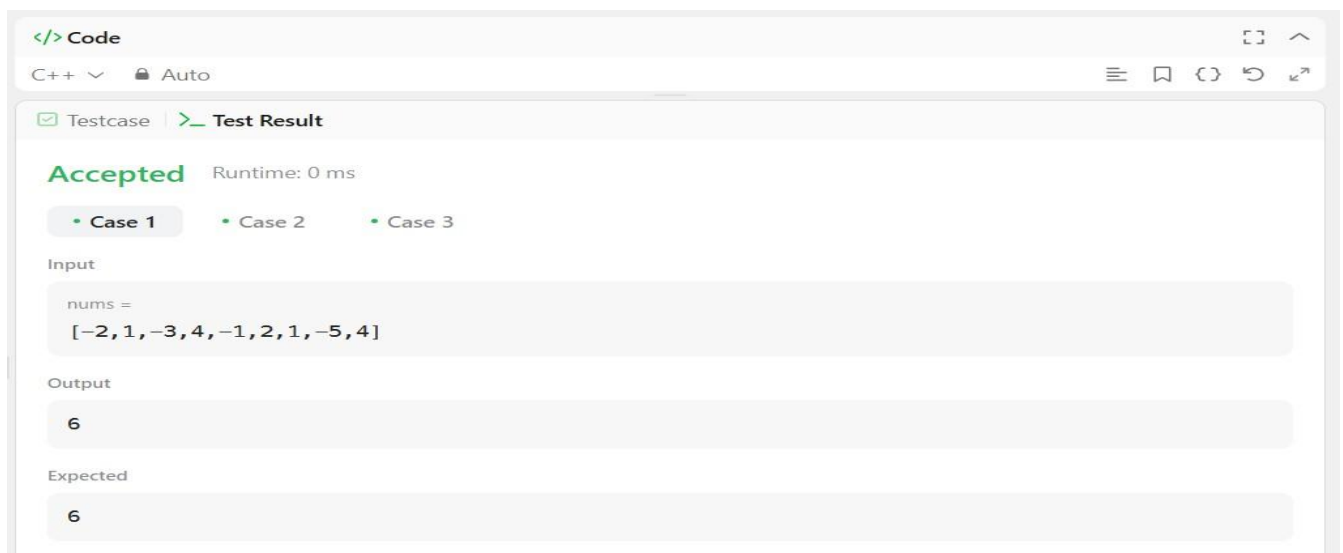 </> Code
C++ Auto
Testcase >_ Test Result
Accepted Runtime: 0 ms
• Case 1 • Case 2 • Case 3
Input
nums =
[−2,1,−3,4,−1,2,1,−5,4]
Output
6
Expected
6